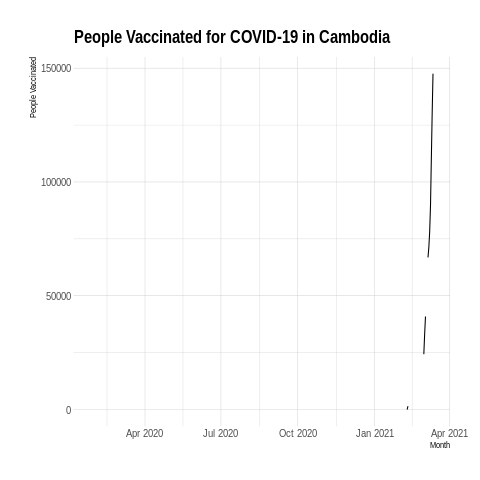 People Vaccinated for COVID-19 in Cambodia
People Vaccinated
150000
100000
50000
0
Apr 2020
Jul 2020
Oct 2020
Jan 2021
Apr 2021
Month